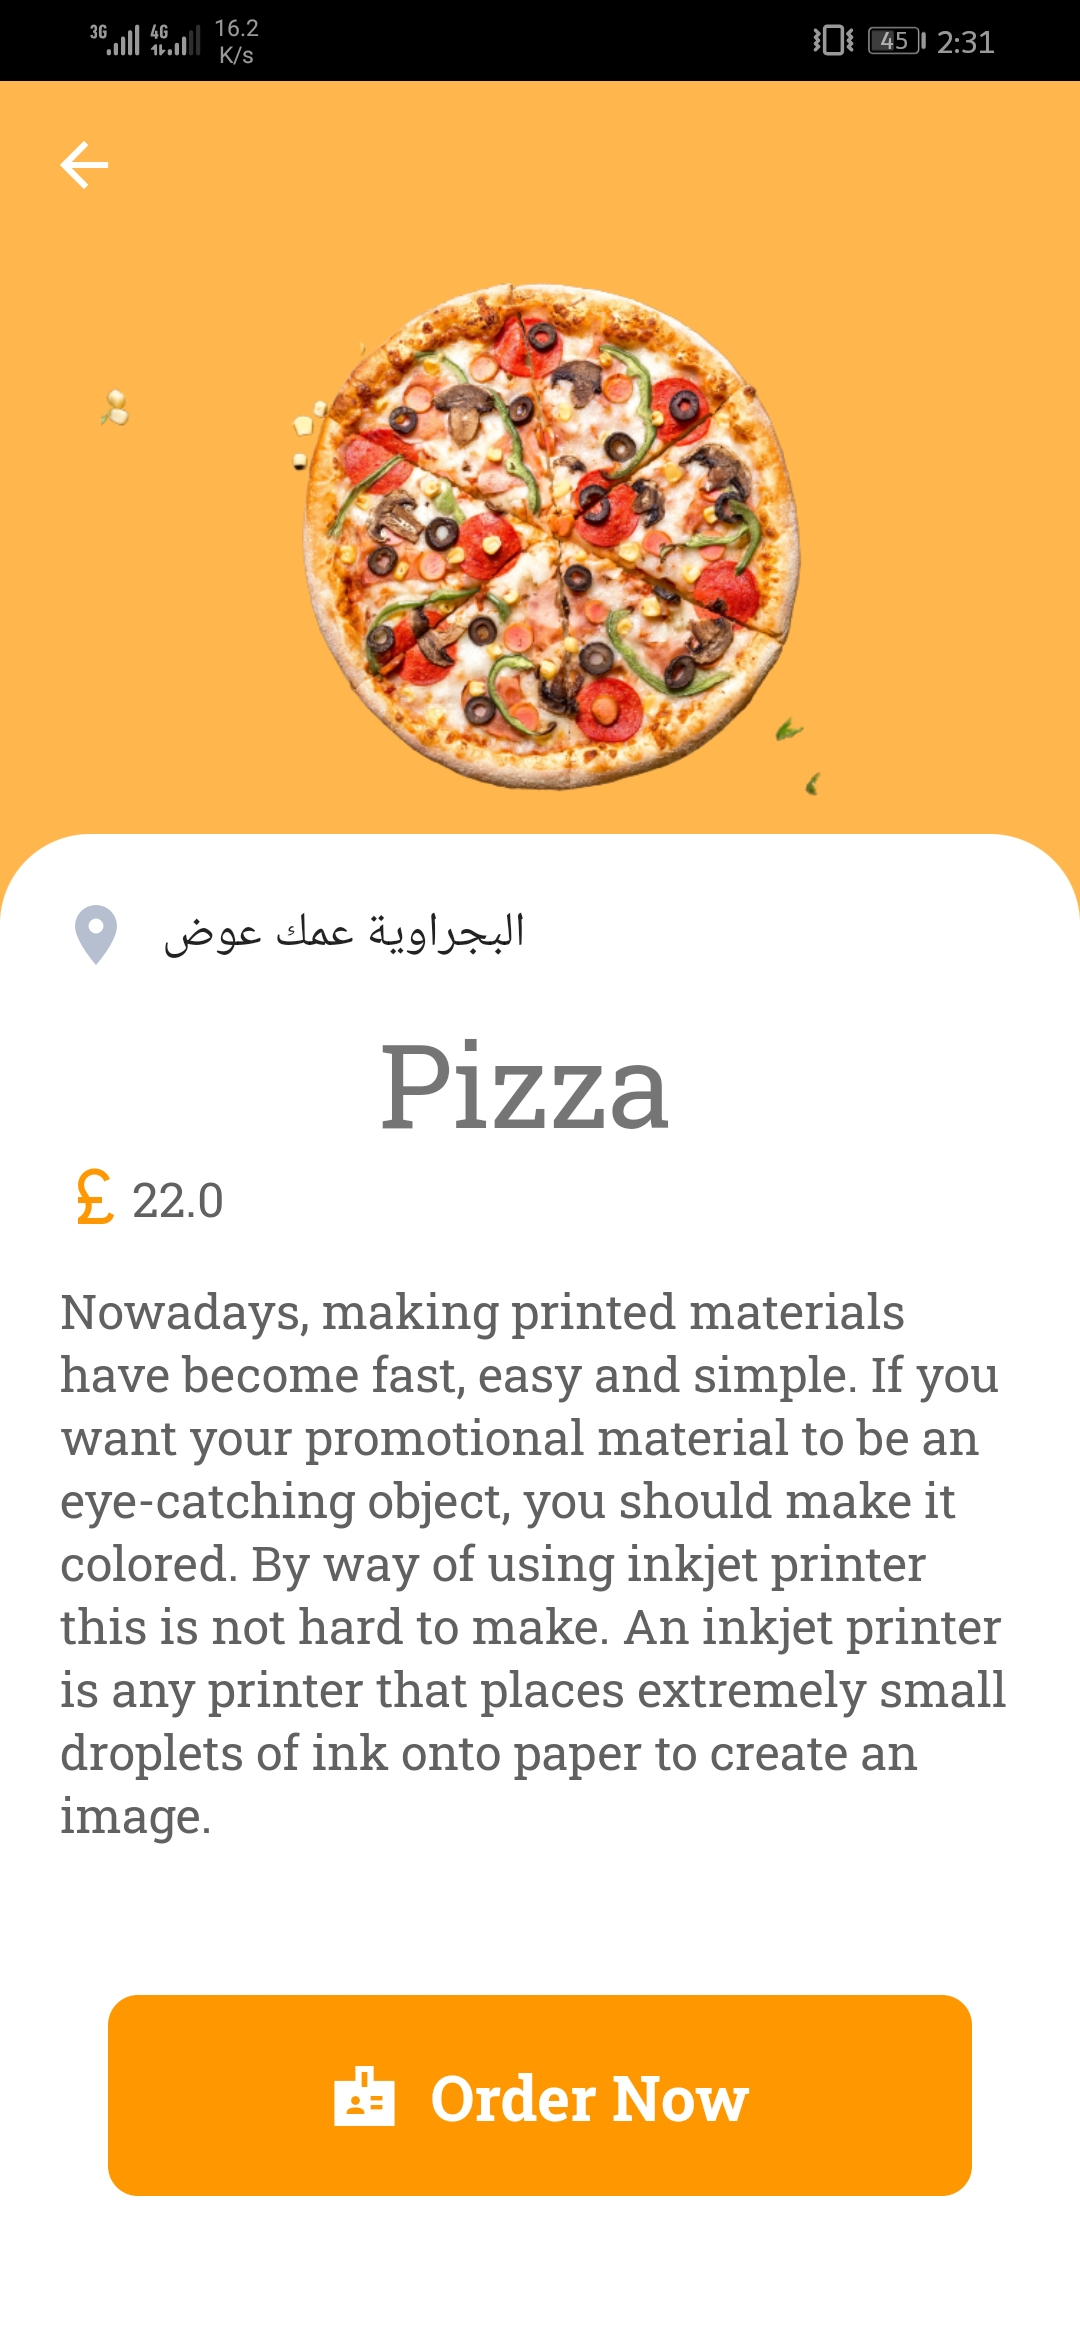 3G 4G 16.2 K/s 45 2:31
البجراوية عمك عوض
Pizza
£ 22.0
Nowadays, making printed materials
have become fast, easy and simple. If you
want your promotional material to be an
eye-catching object, you should make it
colored. By way of using inkjet printer
this is not hard to make. An inkjet printer
is any printer that places extremely small
droplets of ink onto paper to create an
image.
Order Now